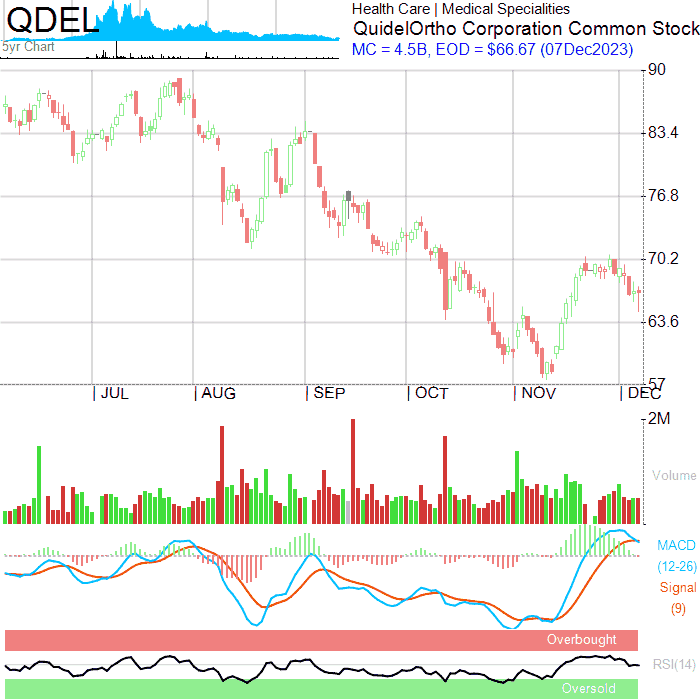 QDEL
5yr Chart
Health Care | Medical Specialities
QuidelOrtho Corporation Common Stock
MC = 4.5B, EOD = $66.67 (07Dec2023)
90
83.4
76.8
70.2
63.6
57
| JUL | AUG | SEP | OCT | NOV | DEC
2M
Volume
MACD
(12-26)
Signal
(9)
Overbought
RSI(14)
Oversold